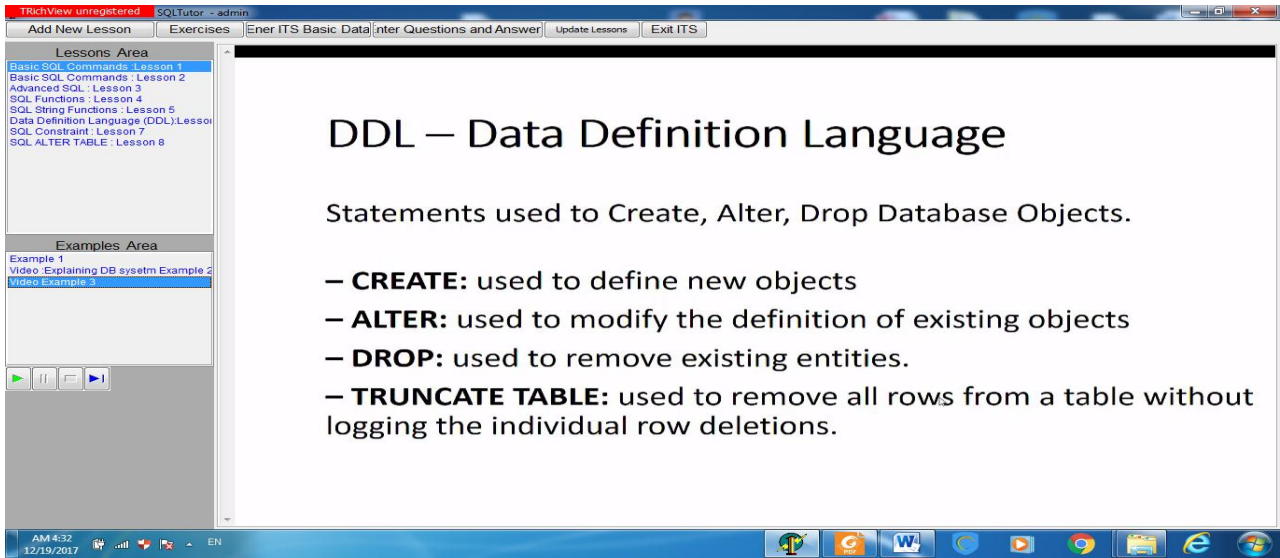 TRichView unregistered
SQLTutor - admin
Add New Lesson
Exercises
Ener ITS Basic Data
nter Questions and Answer
Update Lessons
Exit ITS
Lessons Area
Basic SQL Commands :Lesson 1
Basic SQL Commands : Lesson 2
Advanced SQL : Lesson 3
SQL Functions : Lesson 4
SQL String Functions : Lesson 5
Data Definition Language (DDL):Lesso
SQL Constraint : Lesson 7
SQL ALTER TABLE : Lesson 8
Examples Area
Example 1
Video :Explaining DB sysetm Example 2
Video Example 3
DDL – Data Definition Language
Statements used to Create, Alter, Drop Database Objects.
– CREATE: used to define new objects
– ALTER: used to modify the definition of existing objects
– DROP: used to remove existing entities.
– TRUNCATE TABLE: used to remove all rows from a table without
logging the individual row deletions.
AM 4:32
12/19/2017
EN
PDF
W